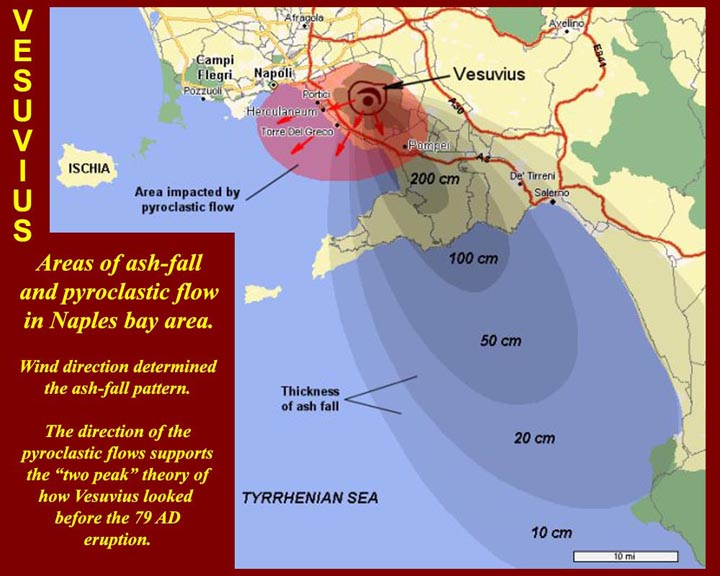 VESUVIUS
Areas of ash-fall
and pyroclastic flow
in Naples bay area.
Wind direction determined
the ash-fall pattern.
The direction of the
pyroclastic flows supports
the “two peak” theory of
how Vesuvius looked
before the 79 AD
eruption.
Afragola
Avellino
E841
Campi
Flegri
Napoli
Vesuvius
Pozzuoli
Portici
Herculaneum
A30
Torre Del Greco
Pompei
A3
ISCHIA
De' Tirreni
Salerno
200 cm
Area impacted by
pyroclastic flow
100 cm
50 cm
Thickness
of ash fall
20 cm
TYRRHENIAN SEA
10 cm
10 mi